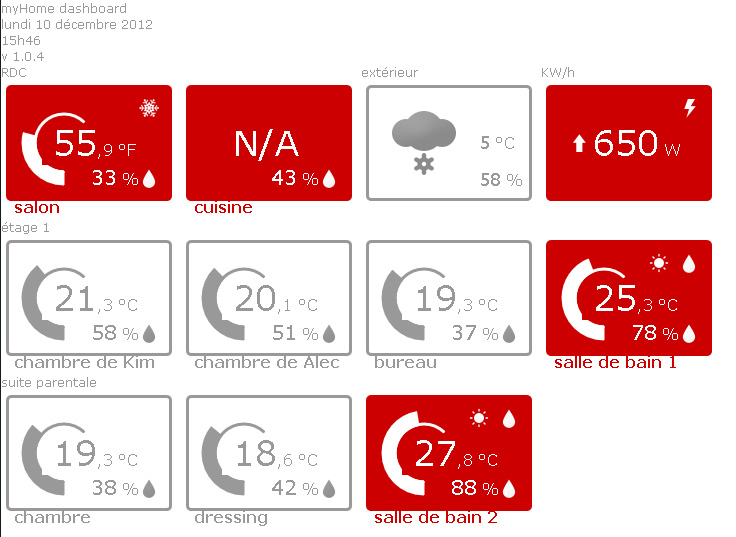 myHome dashboard
lundi 10 décembre 2012
15h46
v 1.0.4
RDC
extérieur
KW/h
55,9 °F
33 %
salon
N/A
43 %
cuisine
5 °C
58 %
650 W
étage 1
21,3 °C
58 %
chambre de Kim
20,1 °C
51 %
chambre de Alec
19,3 °C
37 %
bureau
25,3 °C
78 %
salle de bain 1
suite parentale
19,3 °C
38 %
chambre
18,6 °C
42 %
dressing
27,8 °C
88 %
salle de bain 2